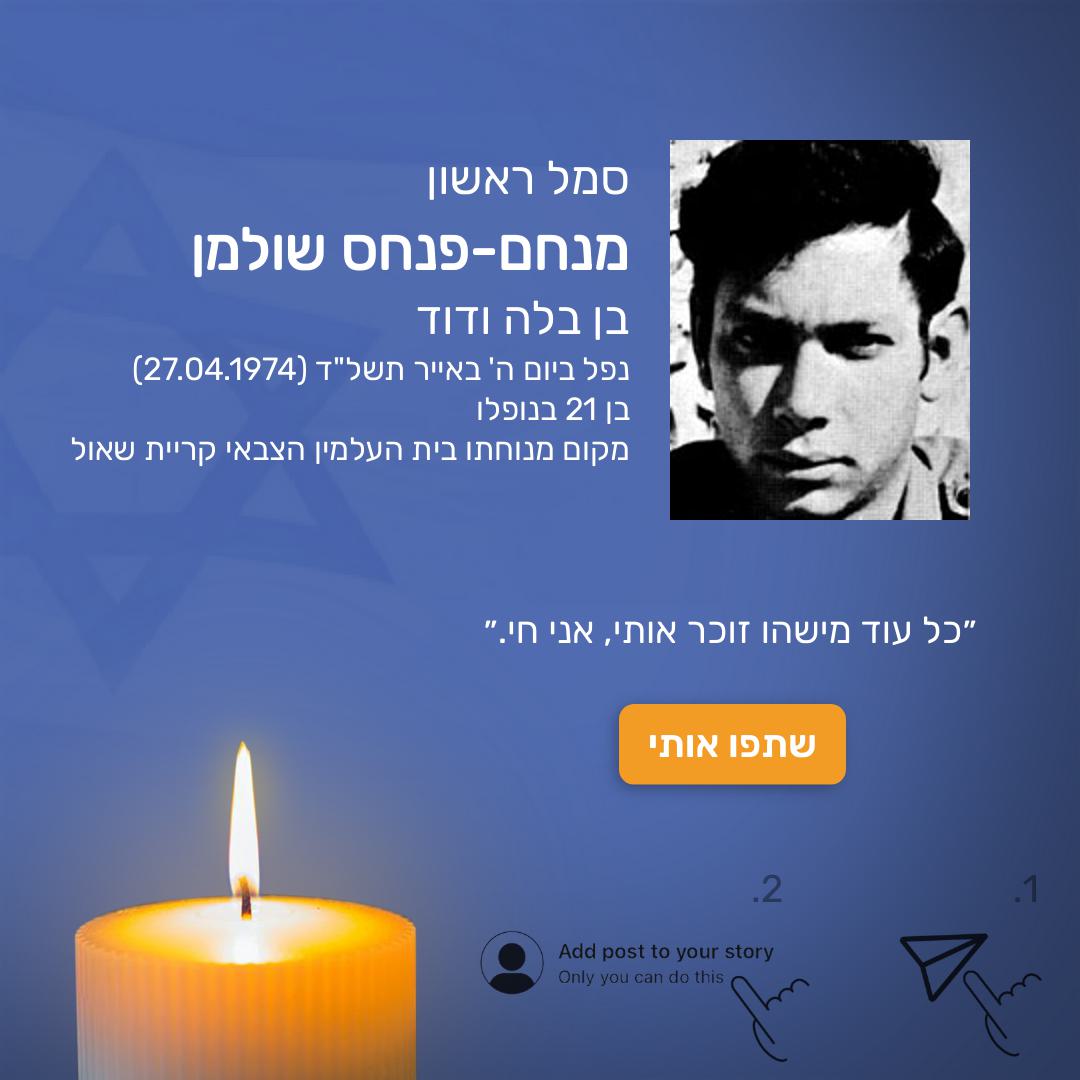 סמל ראשון
מנחם-פנחס שולמן
בן בלה ודוד
נפל ביום ה' באייר תשל"ד (27.04.1974)
בן 21 בנופלו
מקום מנוחתו בית העלמין הצבאי קריית שאול
״כל עוד מישהו זוכר אותי, אני חי.״
שתפו אותי
.1
.2
Add post to your story
Only you can do this